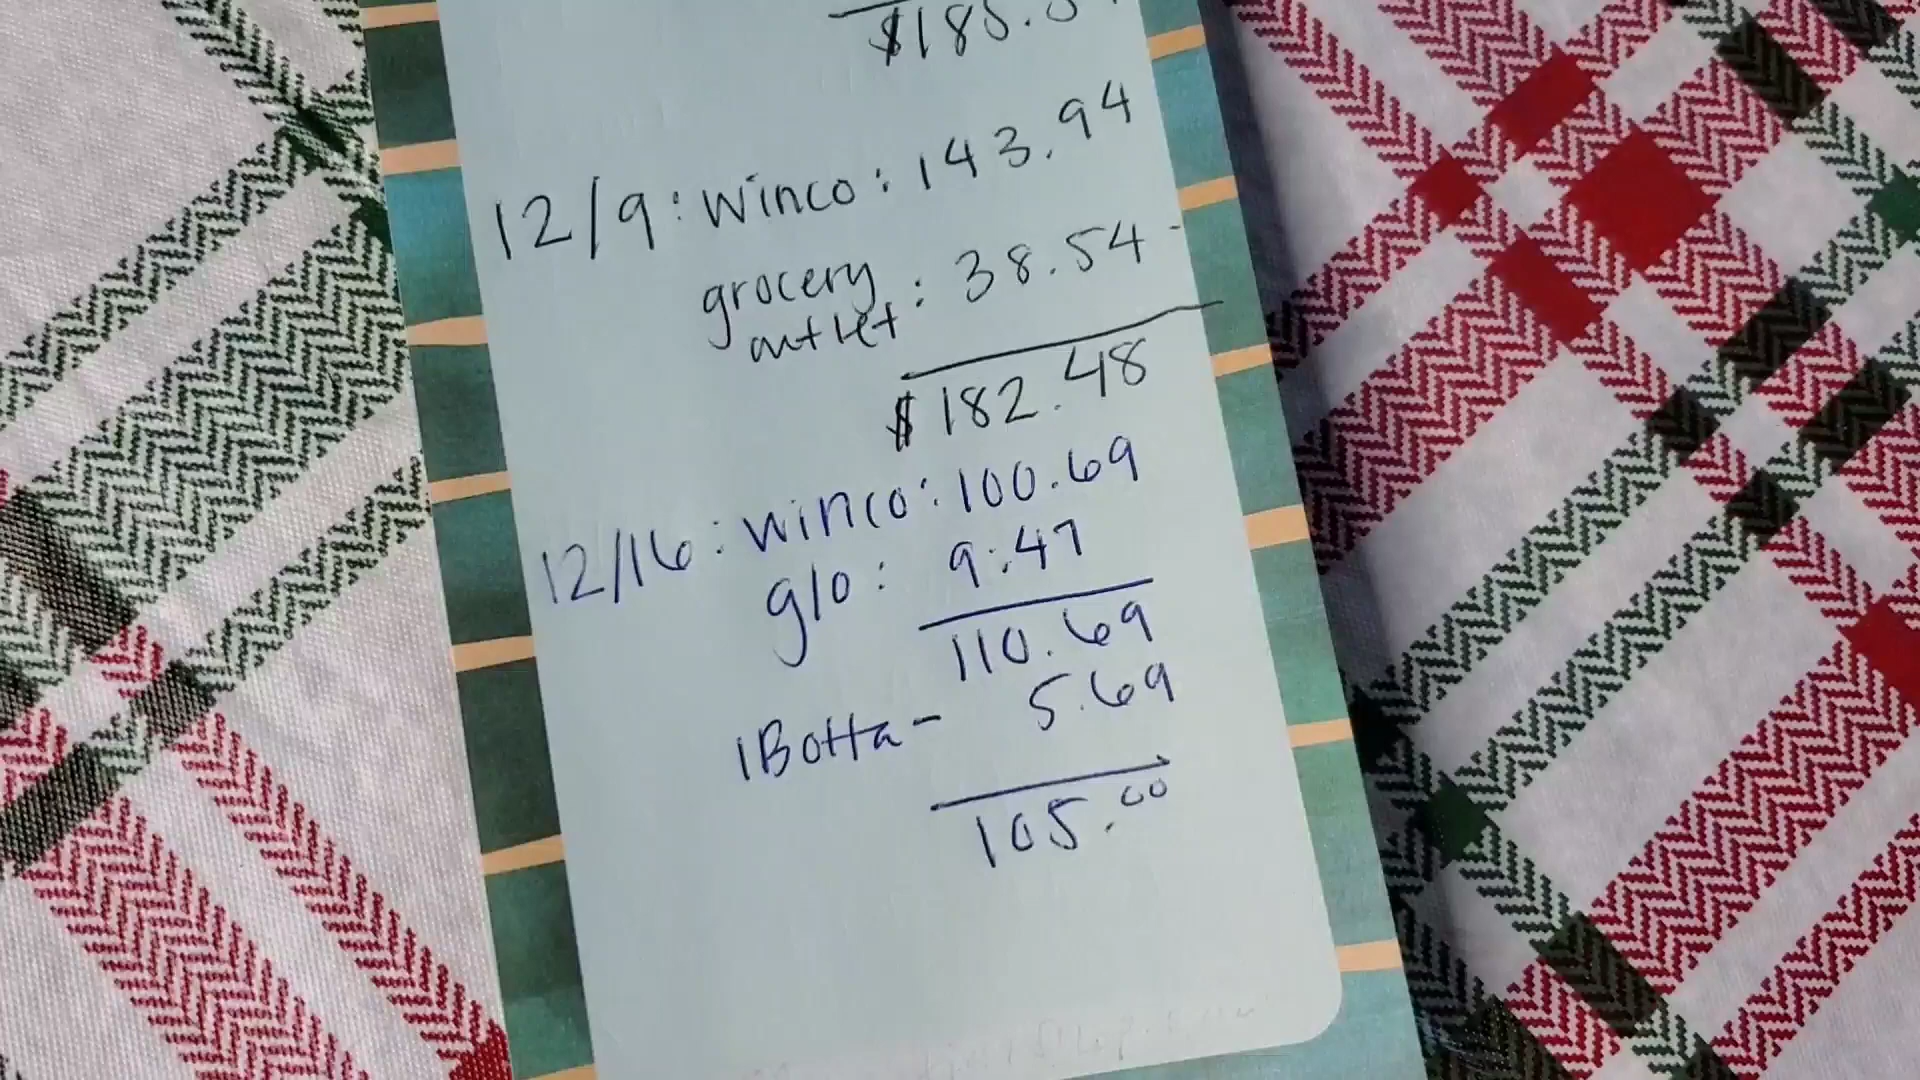 $185.5
12/9: Winco: 143.94
grocery outlet: 38.54
$182.48
12/16: Winco: 100.69
g/o: 9.47
110.69
iBotta - 5.69
105.00